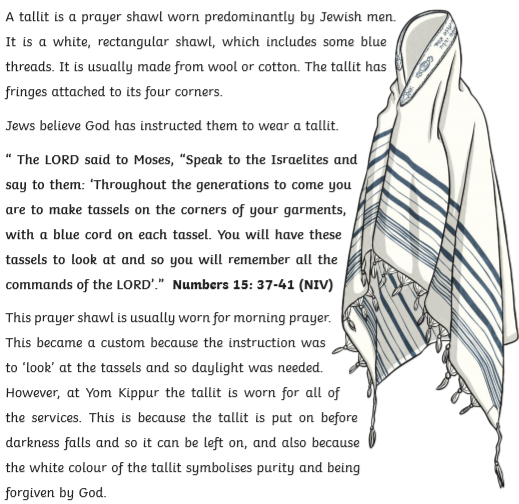 A tallit is a prayer shawl worn predominantly by Jewish men.
It is a white, rectangular shawl, which includes some blue
threads. It is usually made from wool or cotton. The tallit has
fringes attached to its four corners.
Jews believe God has instructed them to wear a tallit.
“ The LORD said to Moses, “Speak to the Israelites and
say to them: ‘Throughout the generations to come you
are to make tassels on the corners of your garments,
with a blue cord on each tassel. You will have these
tassels to look at and so you will remember all the
commands of the LORD’.” Numbers 15: 37-41 (NIV)
This prayer shawl is usually worn for morning prayer.
This became a custom because the instruction was
to ‘look’ at the tassels and so daylight was needed.
However, at Yom Kippur the tallit is worn for all of
the services. This is because the tallit is put on before
darkness falls and so it can be left on, and also because
the white colour of the tallit symbolises purity and being
forgiven by God.